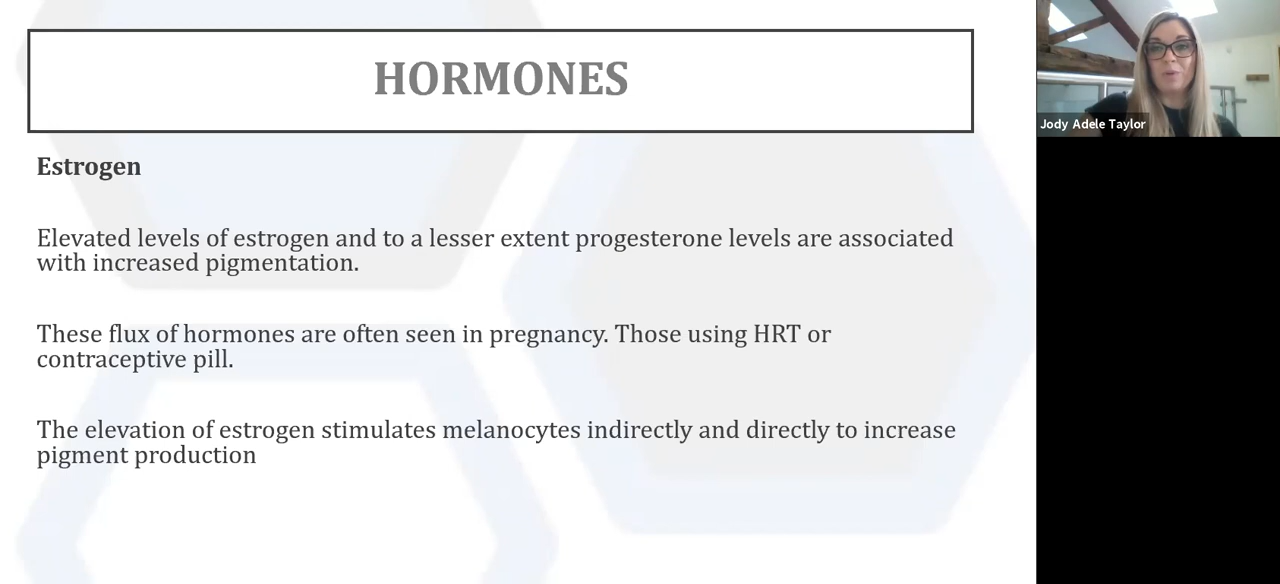 HORMONES
Estrogen
Elevated levels of estrogen and to a lesser extent progesterone levels are associated
with increased pigmentation.
These flux of hormones are often seen in pregnancy. Those using HRT or
contraceptive pill.
The elevation of estrogen stimulates melanocytes indirectly and directly to increase
pigment production
Jody Adele Taylor